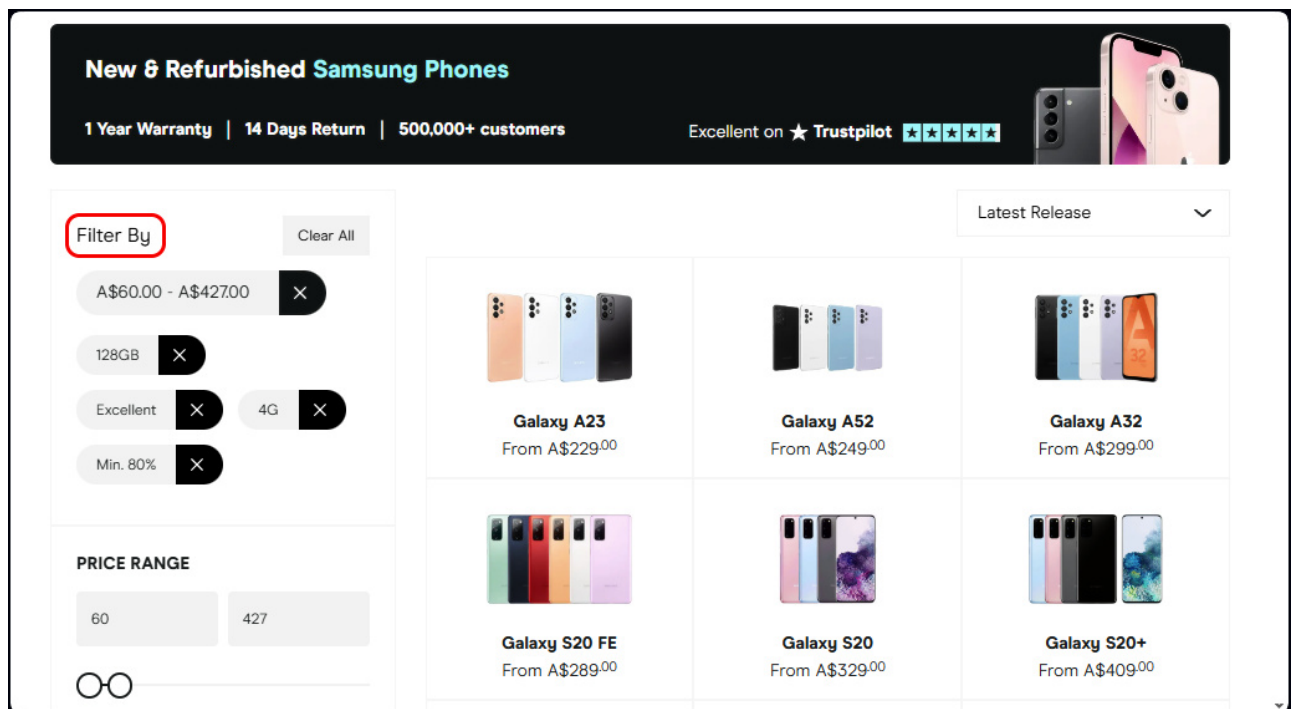 New & Refurbished Samsung Phones
1 Year Warranty | 14 Days Return | 500,000+ customers
Excellent on ★ Trustpilot
Filter By
Clear All
A$60.00 - A$427.00
128GB
Excellent
4G
Min. 80%
PRICE RANGE
60
427
Latest Release
Galaxy A23
From A$229.00
Galaxy A52
From A$249.00
A
32
Galaxy A32
From A$299.00
Galaxy S20 FE
From A$289.00
Galaxy S20
From A$329.00
Galaxy S20+
From A$409.00